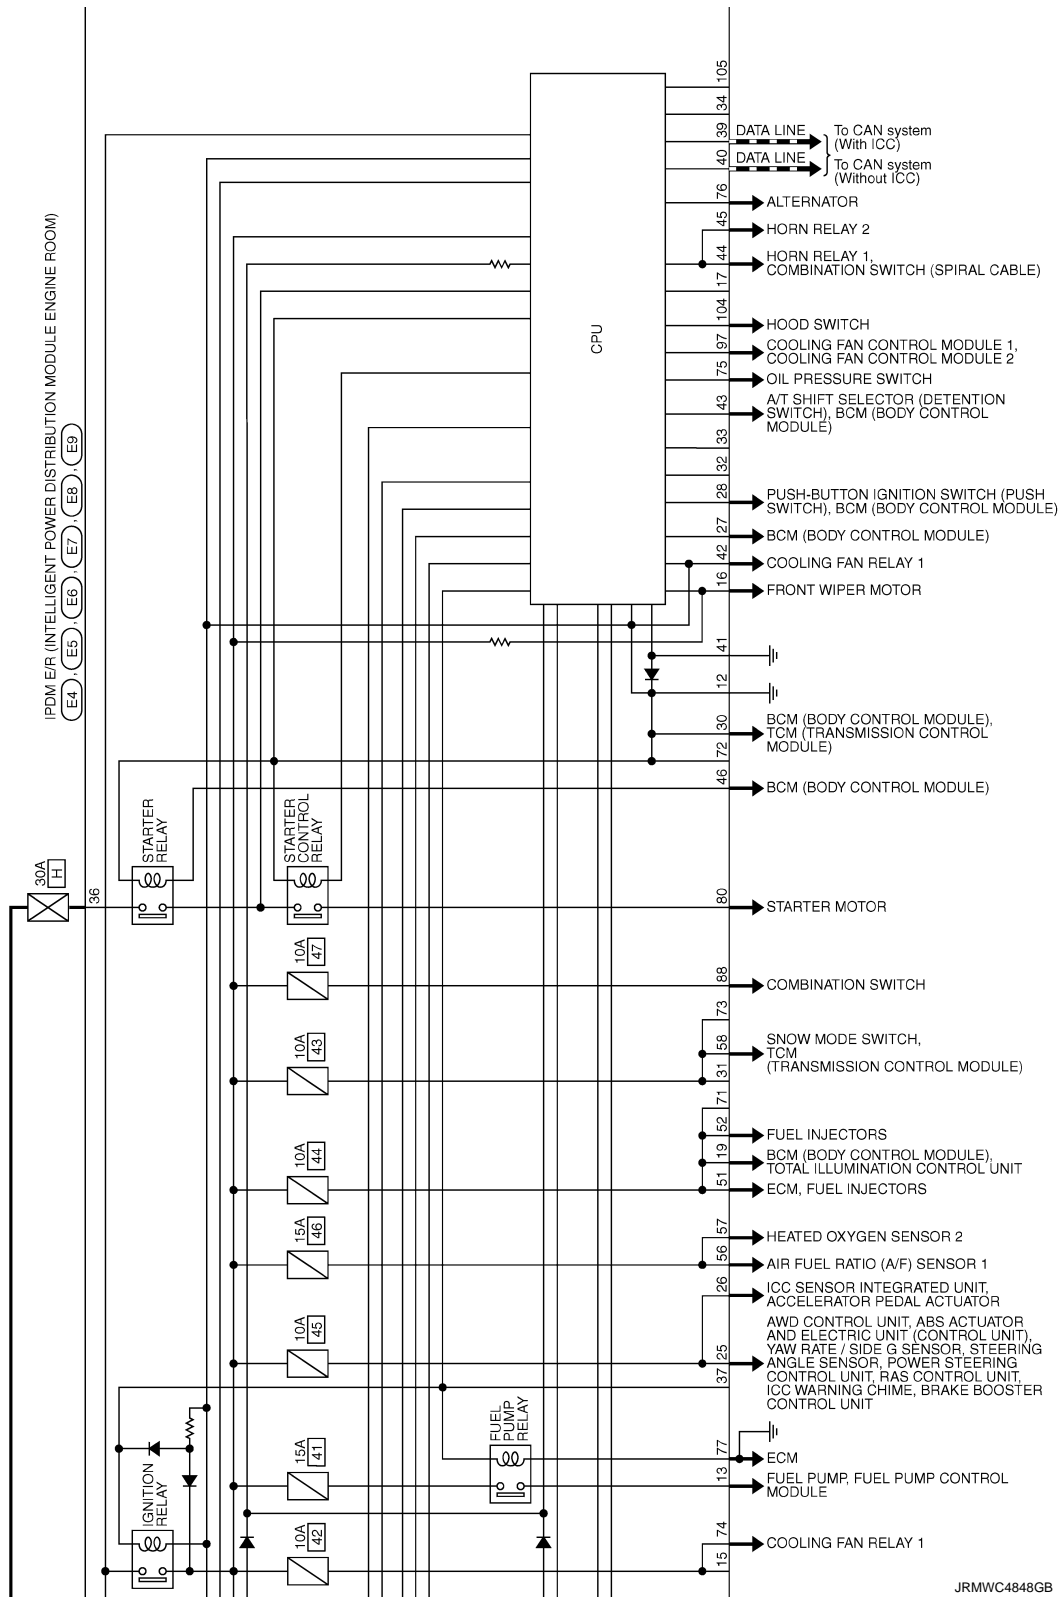 105
34
39
DATA LINE
To CAN system
(With ICC)
40
DATA LINE
To CAN system
(Without ICC)
76
ALTERNATOR
45
HORN RELAY 2
44
HORN RELAY 1,
COMBINATION SWITCH (SPIRAL CABLE)
17
104
HOOD SWITCH
CPU
97
COOLING FAN CONTROL MODULE 1,
COOLING FAN CONTROL MODULE 2
75
OIL PRESSURE SWITCH
43
A/T SHIFT SELECTOR (DETENTION
SWITCH), BCM (BODY CONTROL
MODULE)
33
32
28
PUSH-BUTTON IGNITION SWITCH (PUSH
SWITCH), BCM (BODY CONTROL MODULE)
27
BCM (BODY CONTROL MODULE)
42
COOLING FAN RELAY 1
16
FRONT WIPER MOTOR
IPDM E/R (INTELLIGENT POWER DISTRIBUTION MODULE ENGINE ROOM)
E4 , E5 , E6 , E7 , E8 , E9
41
12
30
BCM (BODY CONTROL MODULE),
TCM (TRANSMISSION CONTROL
MODULE)
72
46
BCM (BODY CONTROL MODULE)
STARTER
RELAY
STARTER
CONTROL
RELAY
30A
H
36
80
STARTER MOTOR
10A
47
88
COMBINATION SWITCH
73
10A
43
58
SNOW MODE SWITCH,
TCM
(TRANSMISSION CONTROL MODULE)
31
71
52
FUEL INJECTORS
10A
44
19
BCM (BODY CONTROL MODULE),
TOTAL ILLUMINATION CONTROL UNIT
51
ECM, FUEL INJECTORS
15A
46
57
HEATED OXYGEN SENSOR 2
56
AIR FUEL RATIO (A/F) SENSOR 1
26
ICC SENSOR INTEGRATED UNIT,
ACCELERATOR PEDAL ACTUATOR
10A
45
25
AWD CONTROL UNIT, ABS ACTUATOR
AND ELECTRIC UNIT (CONTROL UNIT),
YAW RATE / SIDE G SENSOR, STEERING
ANGLE SENSOR, POWER STEERING
CONTROL UNIT, RAS CONTROL UNIT,
ICC WARNING CHIME, BRAKE BOOSTER
CONTROL UNIT
37
FUEL
PUMP
RELAY
77
ECM
15A
41
13
FUEL PUMP, FUEL PUMP CONTROL
MODULE
IGNITION
RELAY
10A
42
74
COOLING FAN RELAY 1
15
JRMWC4848GB